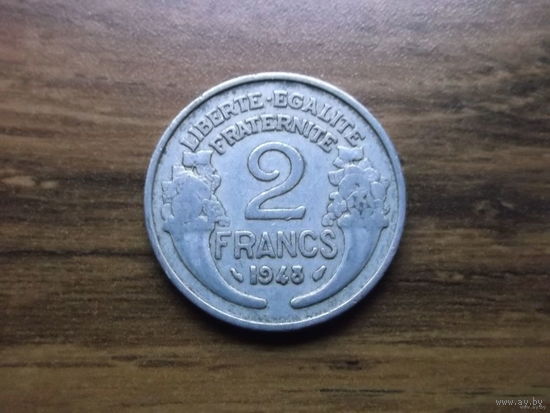 LIBERTE · EGALITE
FRATERNITE
2
FRANCS
1948
www.ay.by